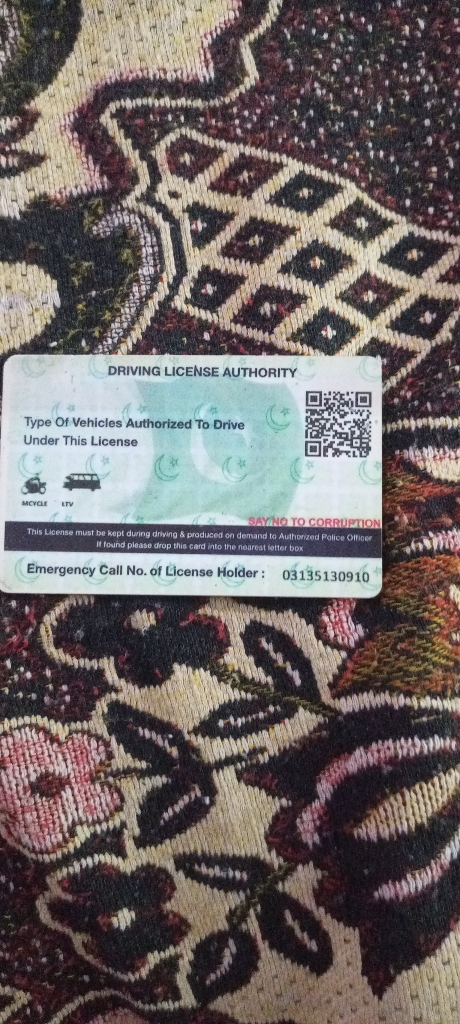 DRIVING LICENSE AUTHORITY
Type Of Vehicles Authorized To Drive
Under This License
MCYCLE LTV
SAY NO TO CORRUPTION
This License must be kept during driving & produced on demand to Authorized Police Officer
If found please drop this card into the nearest letter box
Emergency Call No. of License Holder : 03135130910